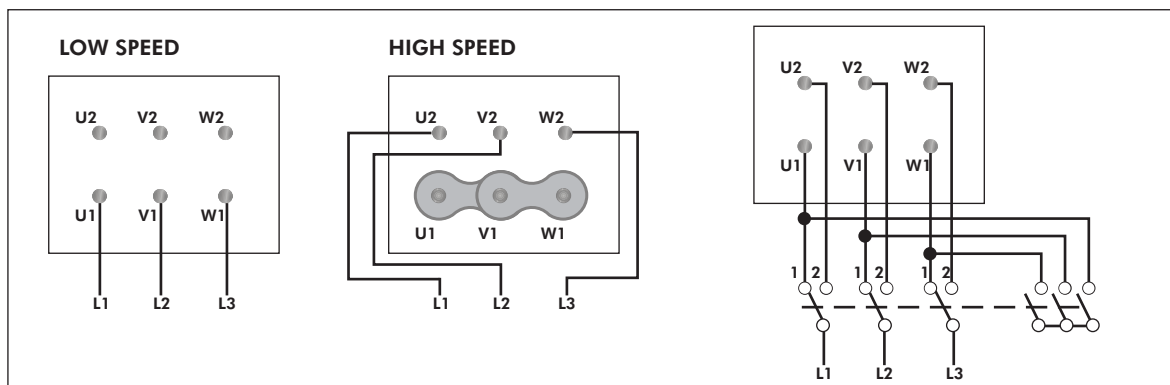 LOW SPEED
U2 V2 W2
U1 V1 W1
L1 L2 L3
HIGH SPEED
U2 V2 W2
U1 V1 W1
L1 L2 L3
U2 V2 W2
U1 V1 W1
1 2 1 2 1 2
L1 L2 L3